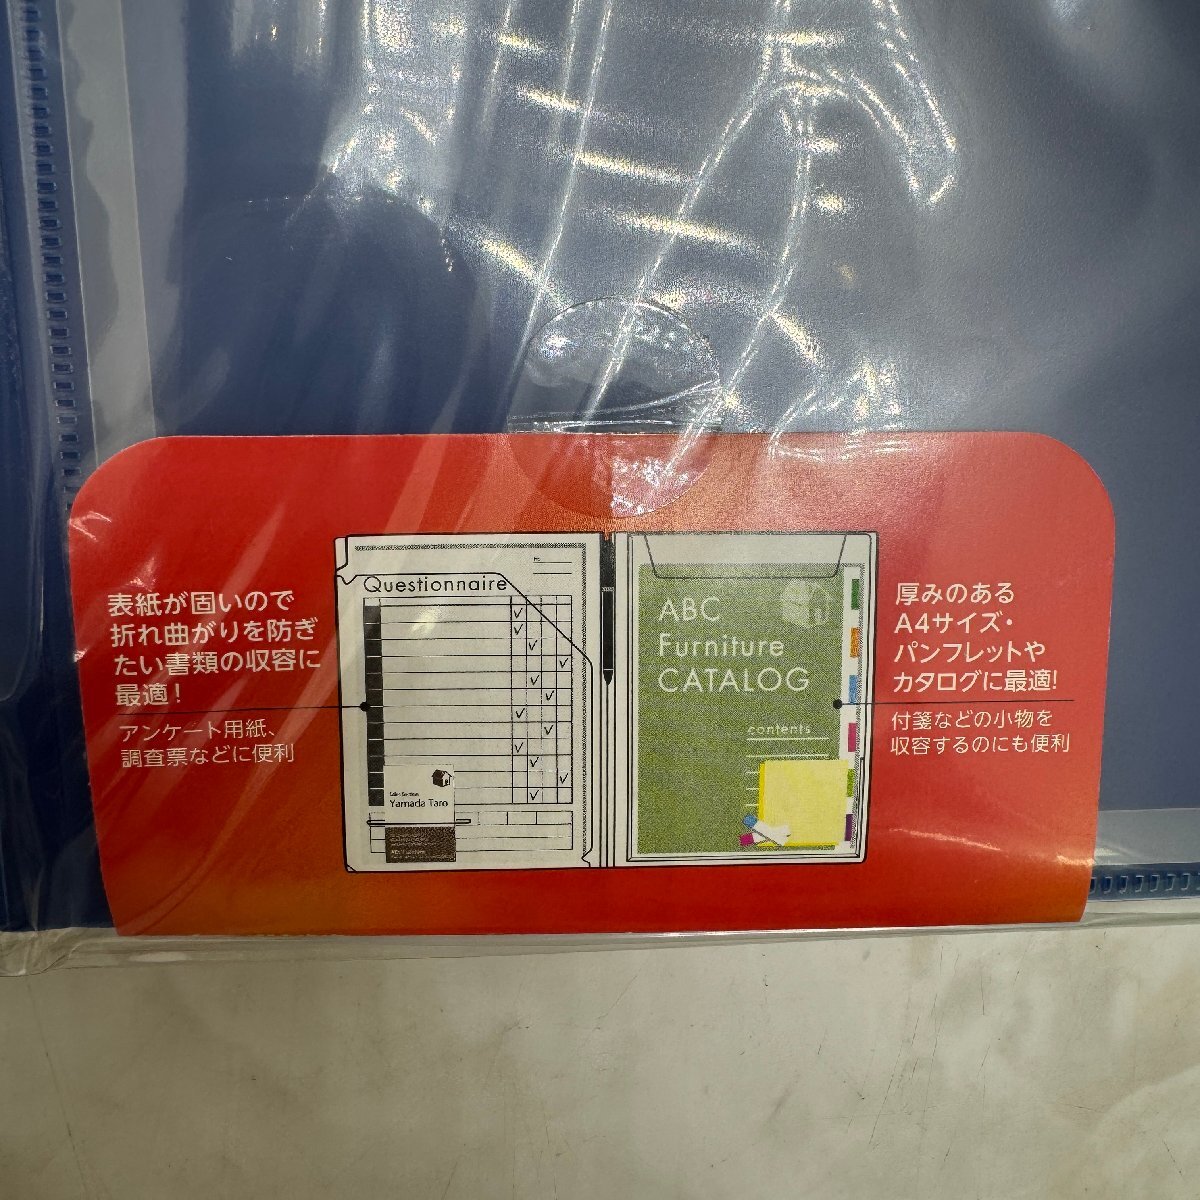 表紙が固いので
折れ曲がりを防ぎ
たい書類の収容に
最適!
アンケート用紙、
調査票などに便利
Questionnaire
Yamada Taro
ABC
Furniture
CATALOG
contents
厚みのある
A4サイズ・
パンフレットや
カタログに最適!
付箋などの小物を
収容するのにも便利